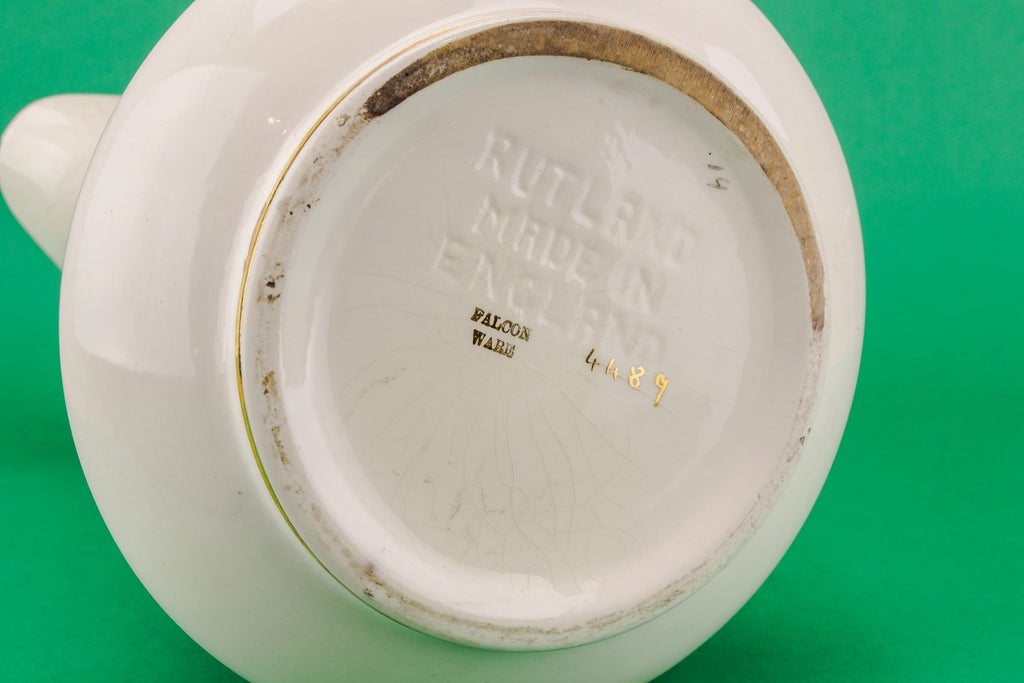 RUTLAND
MADE IN
ENGLAND
FALCON
WARE
4489